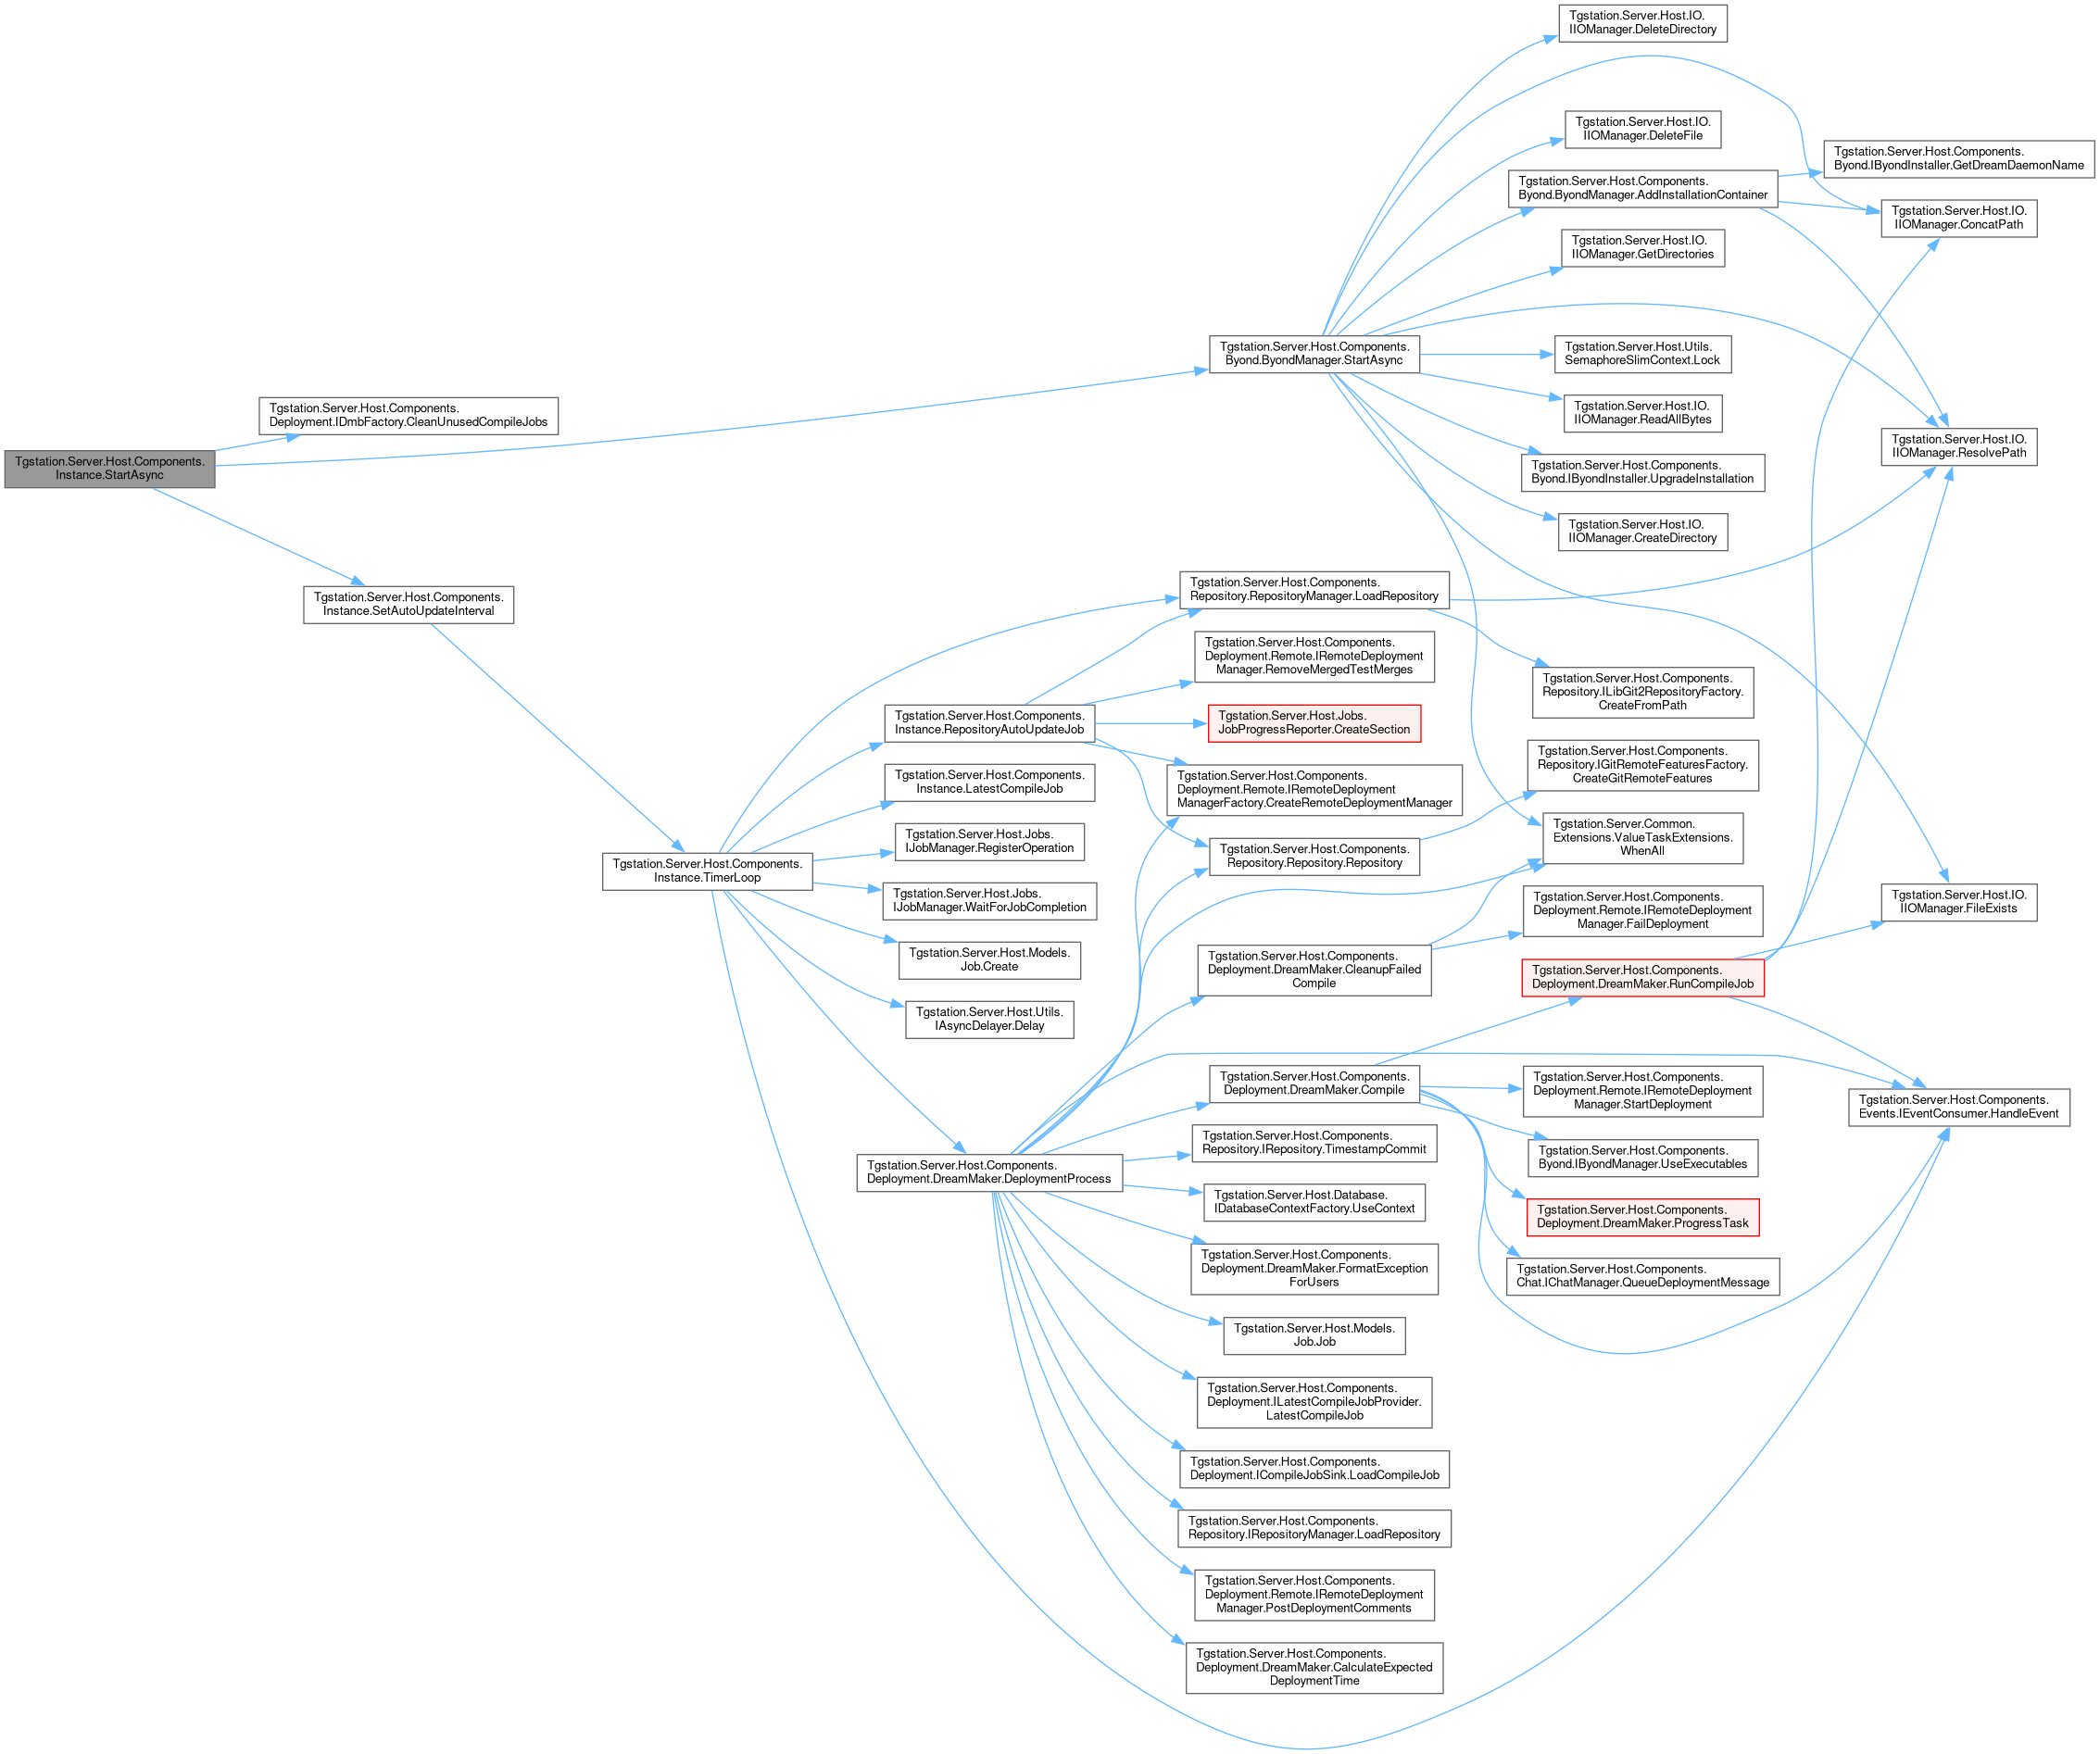 Tgstation.Server.Host.IO.
IIOManager.DeleteDirectory
Tgstation.Server.Host.IO.
IIOManager.DeleteFile
Tgstation.Server.Host.Components.
Byond.IByondInstaller.GetDreamDaemonName
Tgstation.Server.Host.Components.
Byond.ByondManager.AddInstallationContainer
Tgstation.Server.Host.IO.
IIOManager.ConcatPath
Tgstation.Server.Host.IO.
IIOManager.GetDirectories
Tgstation.Server.Host.Components.
Byond.ByondManager.StartAsync
Tgstation.Server.Host.Utils.
SemaphoreSlimContext.Lock
Tgstation.Server.Host.IO.
IIOManager.ReadAllBytes
Tgstation.Server.Host.Components.
Deployment.IDmbFactory.CleanUnusedCompileJobs
Tgstation.Server.Host.IO.
IIOManager.ResolvePath
Tgstation.Server.Host.Components.
Instance.StartAsync
Tgstation.Server.Host.Components.
Byond.IByondInstaller.UpgradeInstallation
Tgstation.Server.Host.IO.
IIOManager.CreateDirectory
Tgstation.Server.Host.Components.
Instance.SetAutoUpdateInterval
Tgstation.Server.Host.Components.
Repository.RepositoryManager.LoadRepository
Tgstation.Server.Host.Components.
Deployment.Remote.IRemoteDeployment
Manager.RemoveMergedTestMerges
Tgstation.Server.Host.Components.
Repository.ILibGit2RepositoryFactory.
CreateFromPath
Tgstation.Server.Host.Components.
Instance.RepositoryAutoUpdateJob
Tgstation.Server.Host.Jobs.
JobProgressReporter.CreateSection
Tgstation.Server.Host.Components.
Repository.IGitRemoteFeaturesFactory.
CreateGitRemoteFeatures
Tgstation.Server.Host.Components.
Instance.LatestCompileJob
Tgstation.Server.Host.Components.
Deployment.Remote.IRemoteDeployment
ManagerFactory.CreateRemoteDeploymentManager
Tgstation.Server.Host.Jobs.
IJobManager.RegisterOperation
Tgstation.Server.Common.
Extensions.ValueTaskExtensions.
WhenAll
Tgstation.Server.Host.Components.
Repository.Repository.Repository
Tgstation.Server.Host.Components.
Instance.TimerLoop
Tgstation.Server.Host.Jobs.
IJobManager.WaitForJobCompletion
Tgstation.Server.Host.Components.
Deployment.Remote.IRemoteDeployment
Manager.FailDeployment
Tgstation.Server.Host.IO.
IIOManager.FileExists
Tgstation.Server.Host.Models.
Job.Create
Tgstation.Server.Host.Components.
Deployment.DreamMaker.CleanupFailed
Compile
Tgstation.Server.Host.Components.
Deployment.DreamMaker.RunCompileJob
Tgstation.Server.Host.Utils.
IAsyncDelayer.Delay
Tgstation.Server.Host.Components.
Deployment.DreamMaker.Compile
Tgstation.Server.Host.Components.
Deployment.Remote.IRemoteDeployment
Manager.StartDeployment
Tgstation.Server.Host.Components.
Events.IEventConsumer.HandleEvent
Tgstation.Server.Host.Components.
Repository.IRepository.TimestampCommit
Tgstation.Server.Host.Components.
Byond.IByondManager.UseExecutables
Tgstation.Server.Host.Components.
Deployment.DreamMaker.DeploymentProcess
Tgstation.Server.Host.Database.
IDatabaseContextFactory.UseContext
Tgstation.Server.Host.Components.
Deployment.DreamMaker.ProgressTask
Tgstation.Server.Host.Components.
Deployment.DreamMaker.FormatException
ForUsers
Tgstation.Server.Host.Components.
Chat.IChatManager.QueueDeploymentMessage
Tgstation.Server.Host.Models.
Job.Job
Tgstation.Server.Host.Components.
Deployment.ILatestCompileJobProvider.
LatestCompileJob
Tgstation.Server.Host.Components.
Deployment.ICompileJobSink.LoadCompileJob
Tgstation.Server.Host.Components.
Repository.IRepositoryManager.LoadRepository
Tgstation.Server.Host.Components.
Deployment.Remote.IRemoteDeployment
Manager.PostDeploymentComments
Tgstation.Server.Host.Components.
Deployment.DreamMaker.CalculateExpected
DeploymentTime